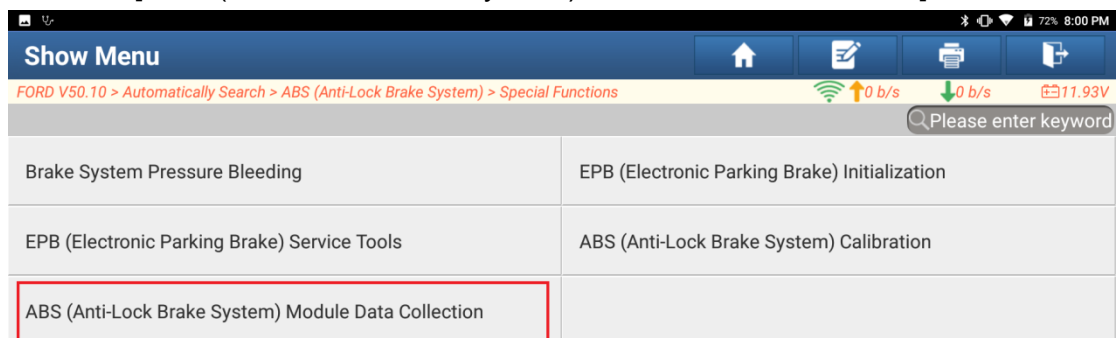 72% 8:00 PM
Show Menu
FORD V50.10 > Automatically Search > ABS (Anti-Lock Brake System) > Special Functions
0 b/s
0 b/s
11.93V
Please enter keyword
Brake System Pressure Bleeding
EPB (Electronic Parking Brake) Initialization
EPB (Electronic Parking Brake) Service Tools
ABS (Anti-Lock Brake System) Calibration
ABS (Anti-Lock Brake System) Module Data Collection